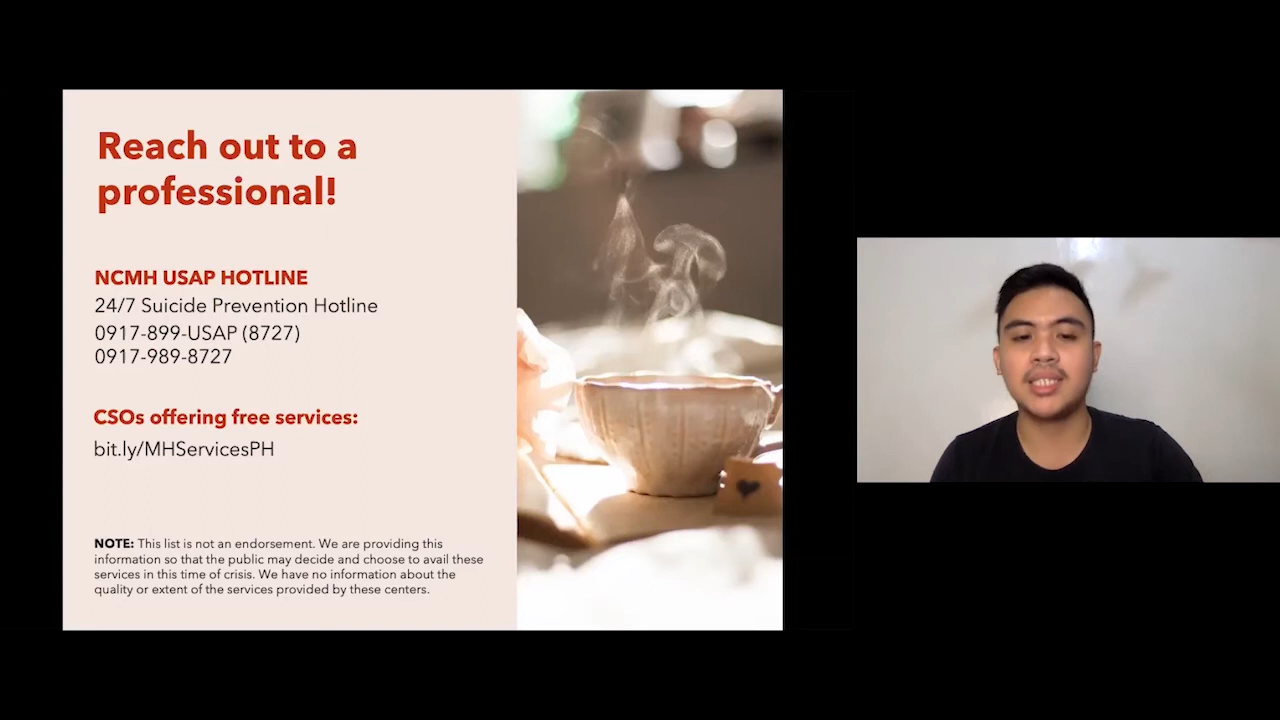 Reach out to a
professional!
NCMH USAP HOTLINE
24/7 Suicide Prevention Hotline
0917-899-USAP (8727)
0917-989-8727
CSOs offering free services:
bit.ly/MHServicesPH
NOTE: This list is not an endorsement. We are providing this
information so that the public may decide and choose to avail these
services in this time of crisis. We have no information about the
quality or extent of the services provided by these centers.